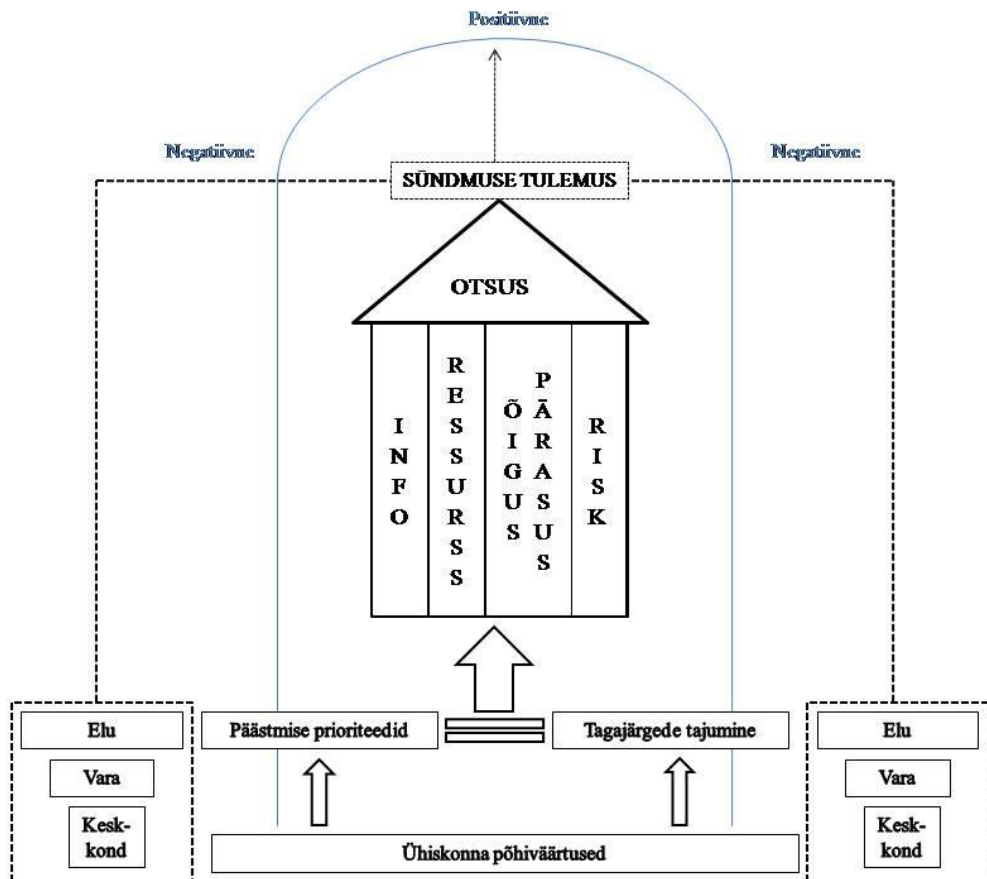 Positiivne
Negatiivne
Negatiivne
SÜNDMUSE TULEMUS
OTSUS
INFO
RESSURSS
ÕIGUS
PĀRASUS
RISK
Elu
Päästmise prioriteedid
Tagajärgede tajumine
Elu
Vara
Vara
Kesk-
kond
Kesk-
kond
Ühiskonna põhiväärtused